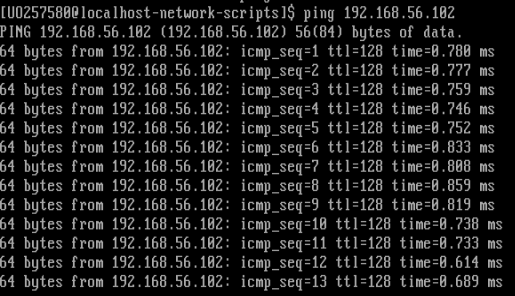 [UO257580@localhost-network-scripts]$ ping 192.168.56.102
PING 192.168.56.102 (192.168.56.102) 56(84) bytes of data.
64 bytes from 192.168.56.102: icmp_seq=1 ttl=128 time=0.780 ms
64 bytes from 192.168.56.102: icmp_seq=2 ttl=128 time=0.777 ms
64 bytes from 192.168.56.102: icmp_seq=3 ttl=128 time=0.759 ms
64 bytes from 192.168.56.102: icmp_seq=4 ttl=128 time=0.746 ms
64 bytes from 192.168.56.102: icmp_seq=5 ttl=128 time=0.752 ms
64 bytes from 192.168.56.102: icmp_seq=6 ttl=128 time=0.833 ms
64 bytes from 192.168.56.102: icmp_seq=7 ttl=128 time=0.808 ms
64 bytes from 192.168.56.102: icmp_seq=8 ttl=128 time=0.859 ms
64 bytes from 192.168.56.102: icmp_seq=9 ttl=128 time=0.819 ms
64 bytes from 192.168.56.102: icmp_seq=10 ttl=128 time=0.738 ms
64 bytes from 192.168.56.102: icmp_seq=11 ttl=128 time=0.733 ms
64 bytes from 192.168.56.102: icmp_seq=12 ttl=128 time=0.614 ms
64 bytes from 192.168.56.102: icmp_seq=13 ttl=128 time=0.689 ms